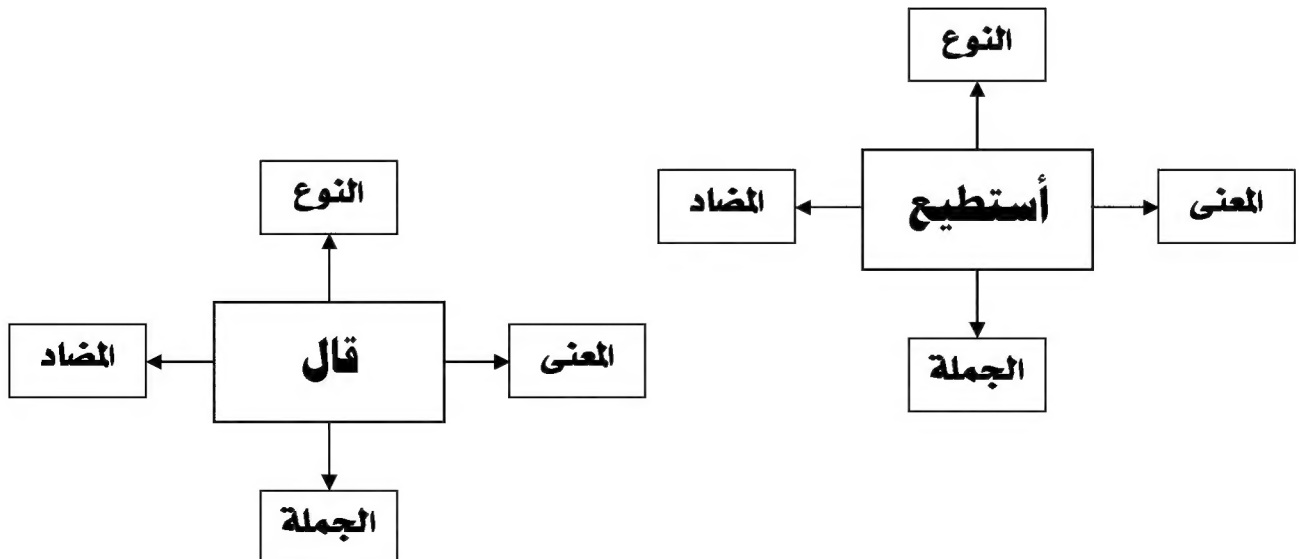 النوع
المعنى
أستطيع
المضاد
الجملة
النوع
المعنى
قال
المضاد
الجملة